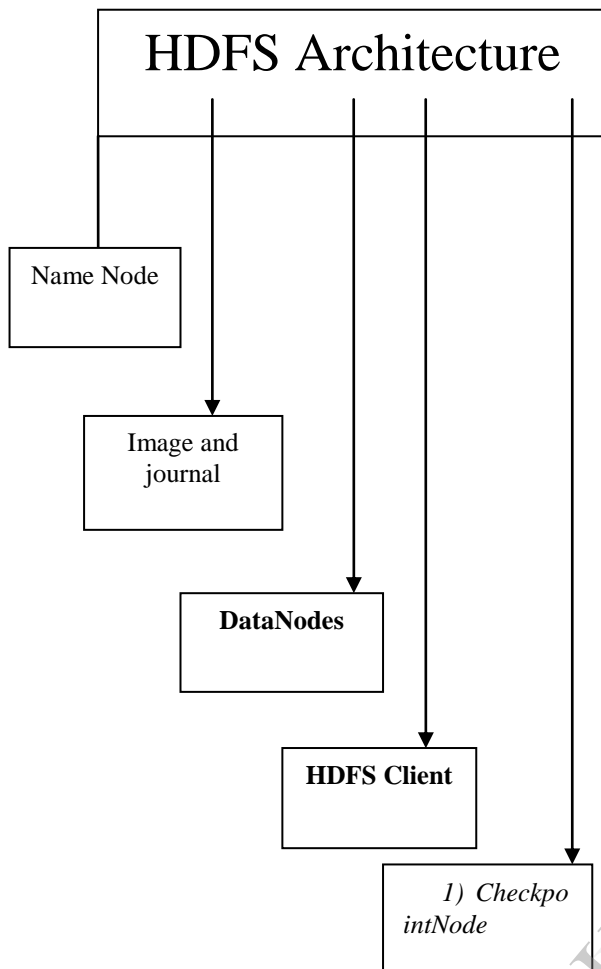 HDFS Architecture
Name Node
Image and
journal
DataNodes
HDFS Client
1) Checkpo
intNode